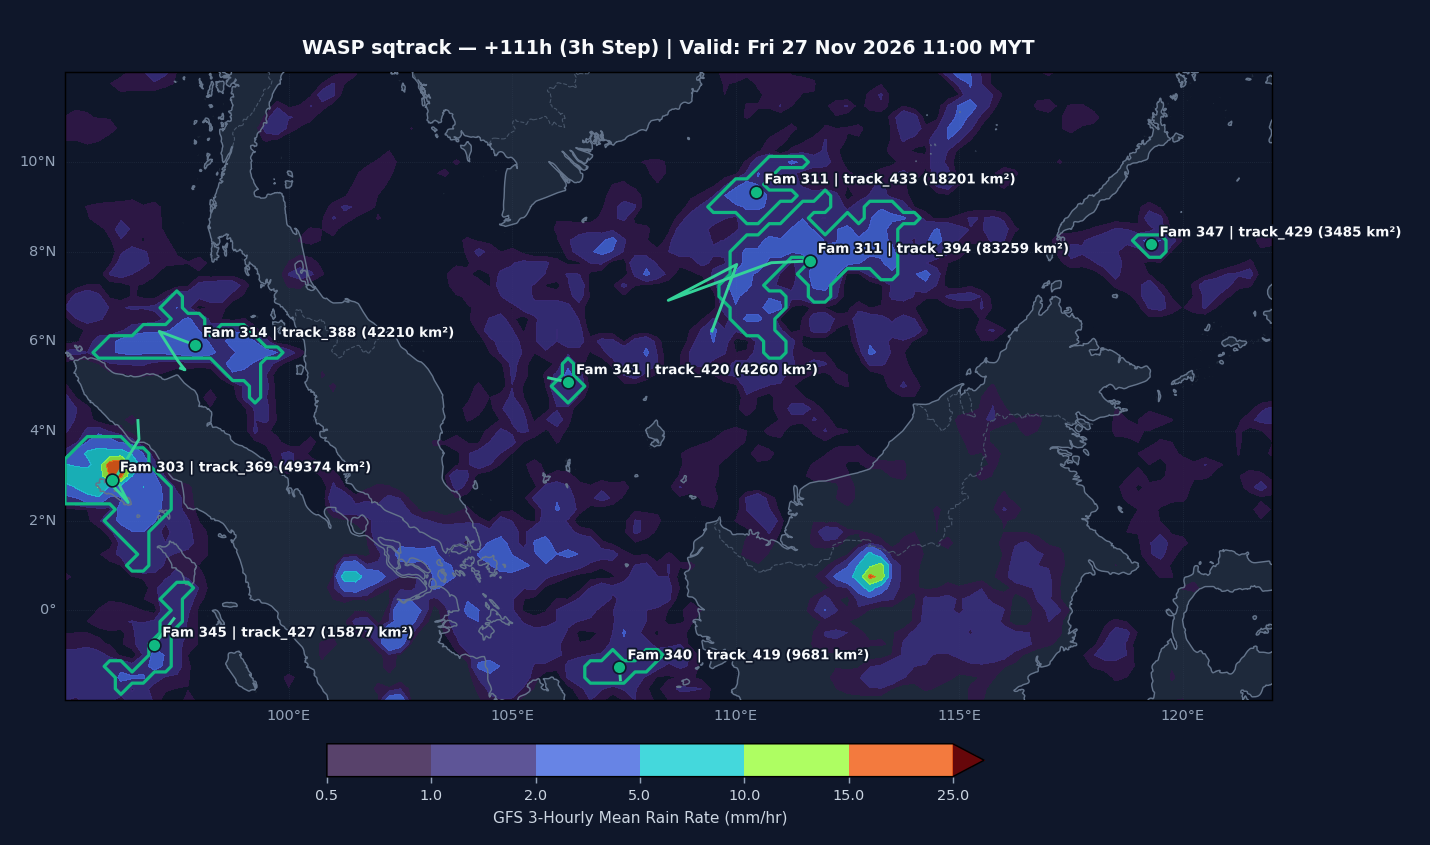 WASP sqtrack — +111h (3h Step) | Valid: Fri 27 Nov 2026 11:00 MYT
10°N
8°N
6°N
4°N
2°N
0°
Fam 311 | track_433 (18201 km²)
Fam 347 | track_429 (3485 km²)
Fam 311 | track_394 (83259 km²)
Fam 314 | track_388 (42210 km²)
Fam 341 | track_420 (4260 km²)
Fam 303 | track_369 (49374 km²)
Fam 345 | track_427 (15877 km²)
Fam 340 | track_419 (9681 km²)
100°E 105°E 110°E 115°E 120°E
0.5 1.0 2.0 5.0 10.0 15.0 25.0
GFS 3-Hourly Mean Rain Rate (mm/hr)